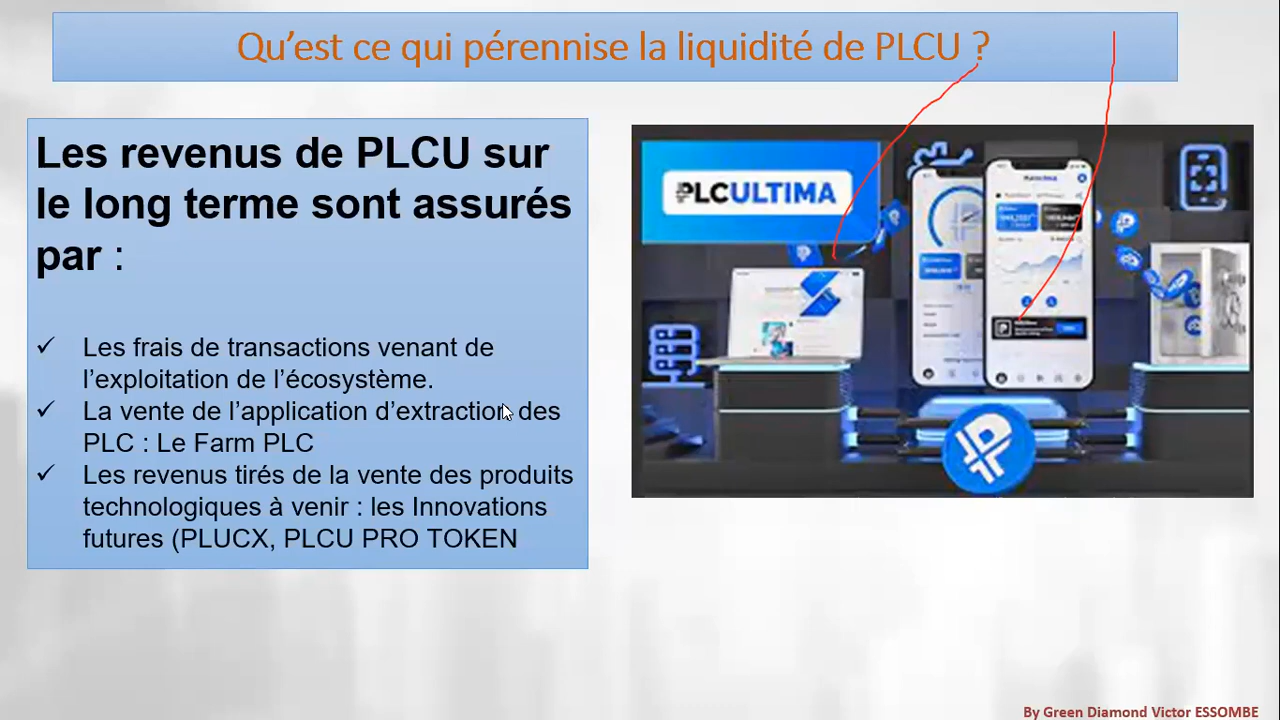 Qu’est ce qui pérennise la liquidité de PLCU ?
Les revenus de PLCU sur
le long terme sont assurés
par :
✓ Les frais de transactions venant de
l’exploitation de l’écosystème.
✓ La vente de l’application d’extraction des
PLC : Le Farm PLC
✓ Les revenus tirés de la vente des produits
technologiques à venir : les Innovations
futures (PLUCX, PLCU PRO TOKEN
PLCULTIMA
By Green Diamond Victor ESSOMBE